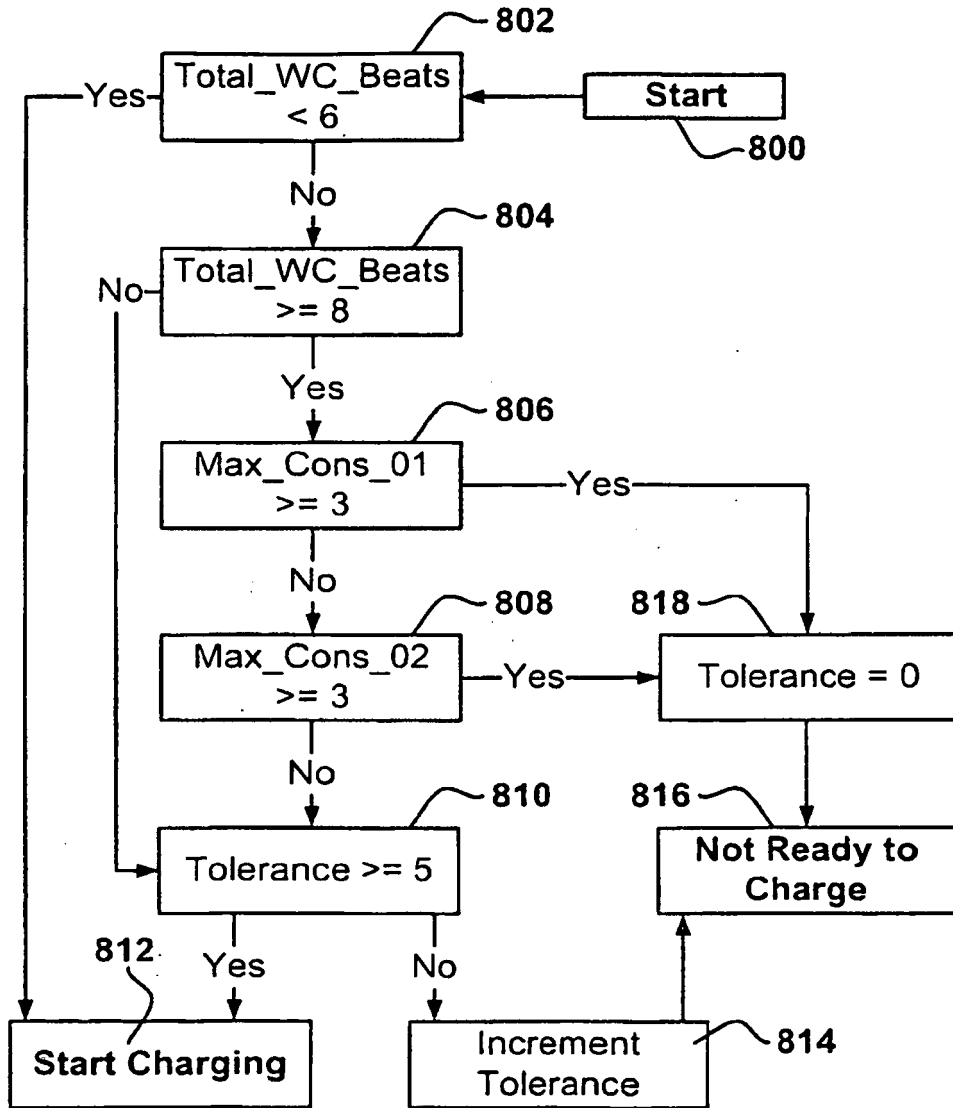 802
Total_WC_Beats
< 6
Yes
Start
800
No
804
Total_WC_Beats
>= 8
No
Yes
806
Max_Cons_01
>= 3
Yes
No
808
Max_Cons_02
>= 3
Yes
818
Tolerance = 0
No
810
Tolerance >= 5
816
Not Ready to
Charge
812
Yes
No
Start Charging
Increment
Tolerance
814